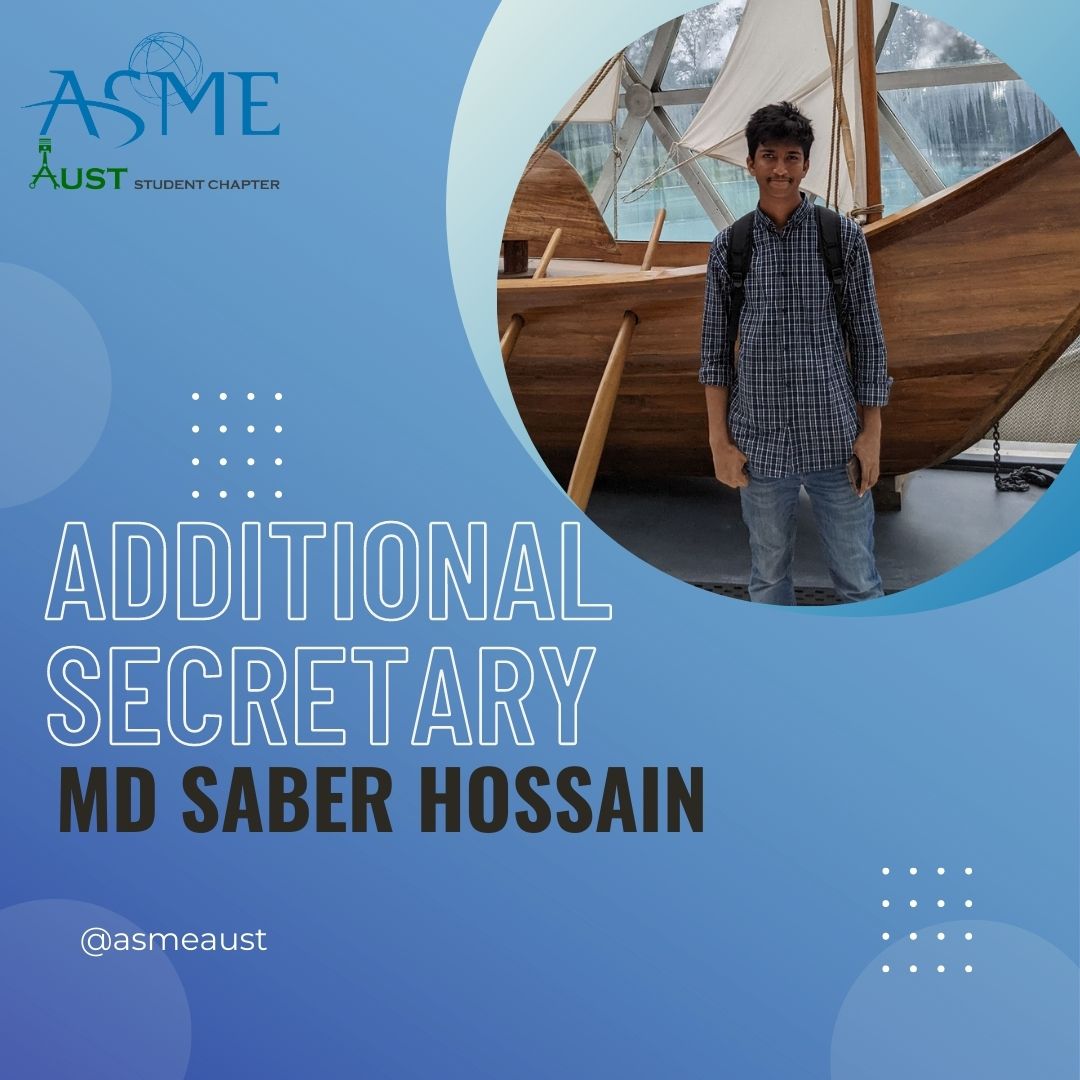 ASME
AUST STUDENT CHAPTER
ADDITIONAL
SECRETARY
MD SABER HOSSAIN
@asmeaust